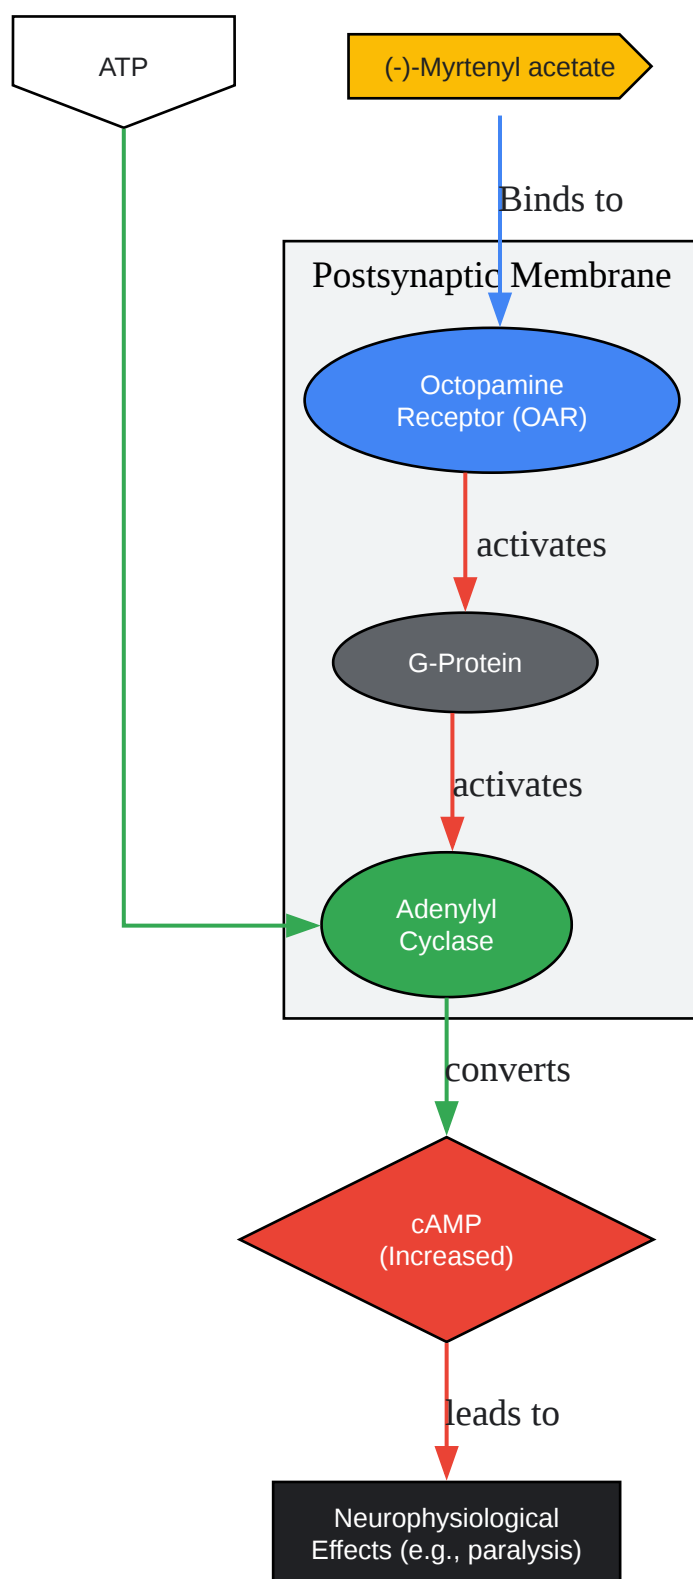 ATP
(-)-Myrtenyl acetate
Binds to
Postsynaptic Membrane
Octopamine
Receptor (OAR)
activates
G-Protein
activates
Adenylyl
Cyclase
converts
cAMP
(Increased)
leads to
Neurophysiological
Effects (e.g., paralysis)